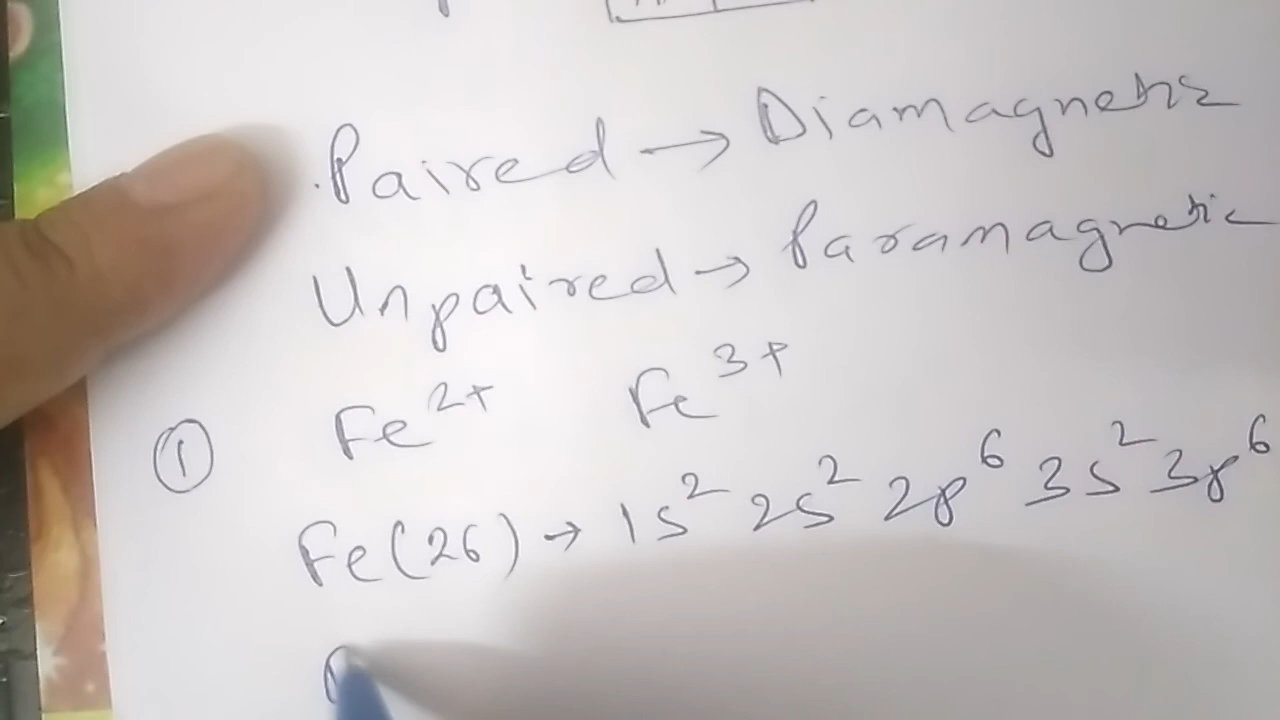 Paired → Diamagnetic
Unpaired → Paramagnetic
① Fe²⁺ Fe³⁺
Fe(26) → 1s² 2s² 2p⁶ 3s² 3p⁶